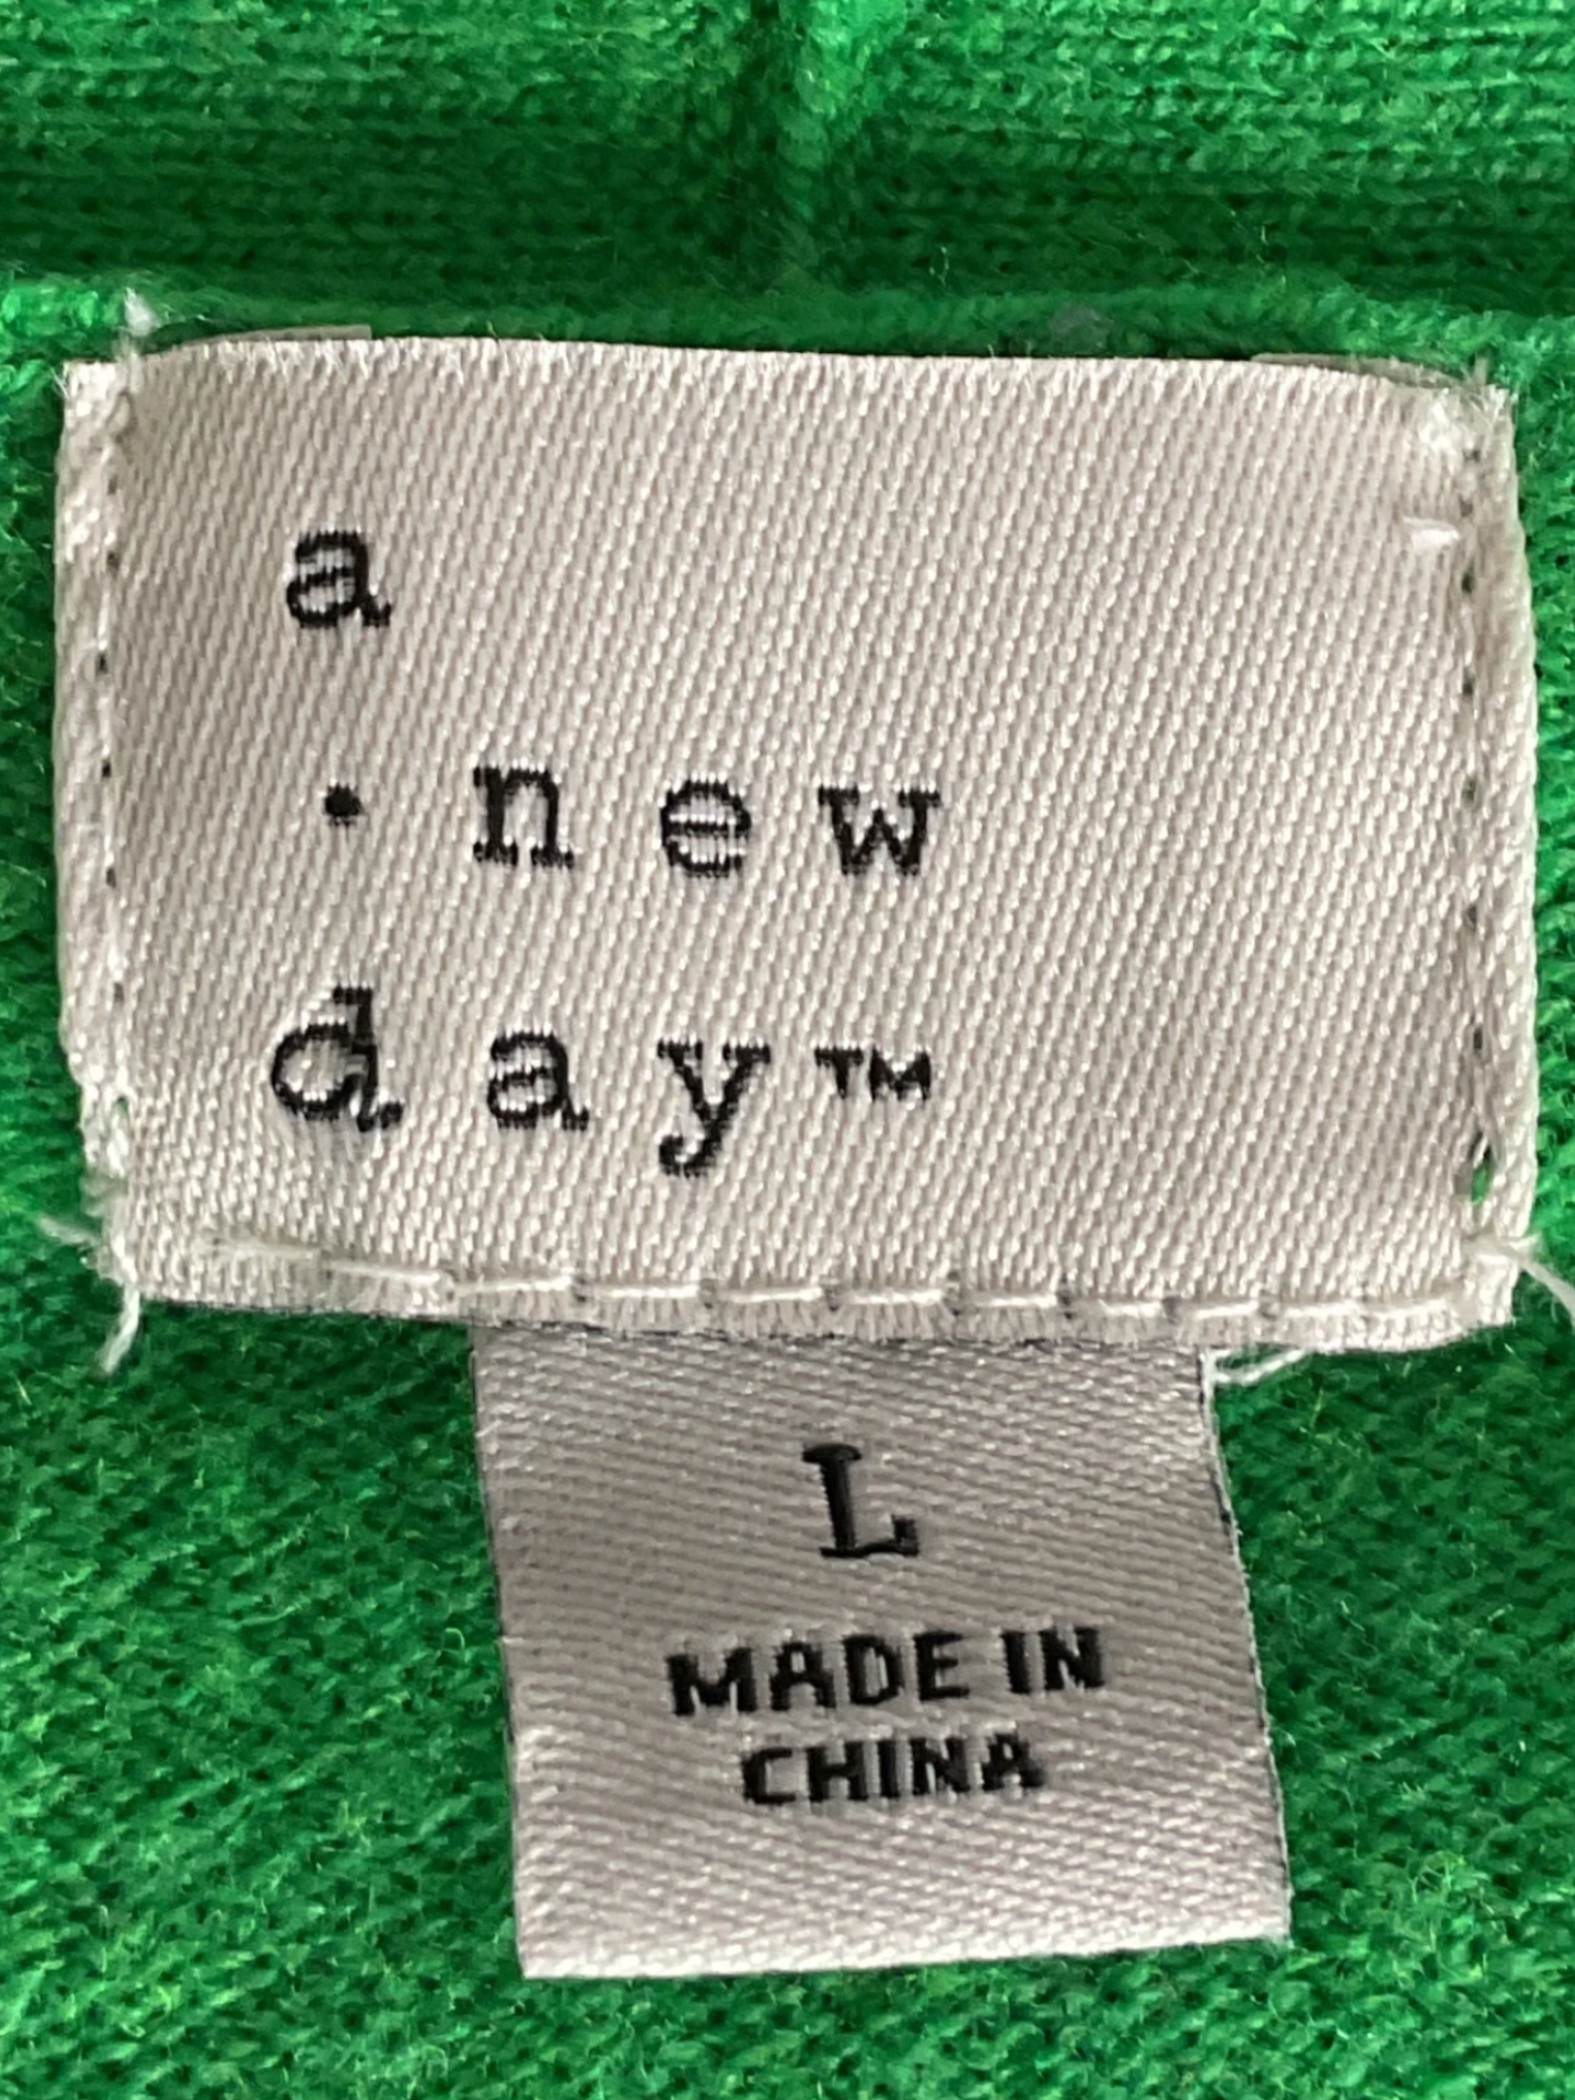 a
· new
day™
L
MADE IN
CHINA